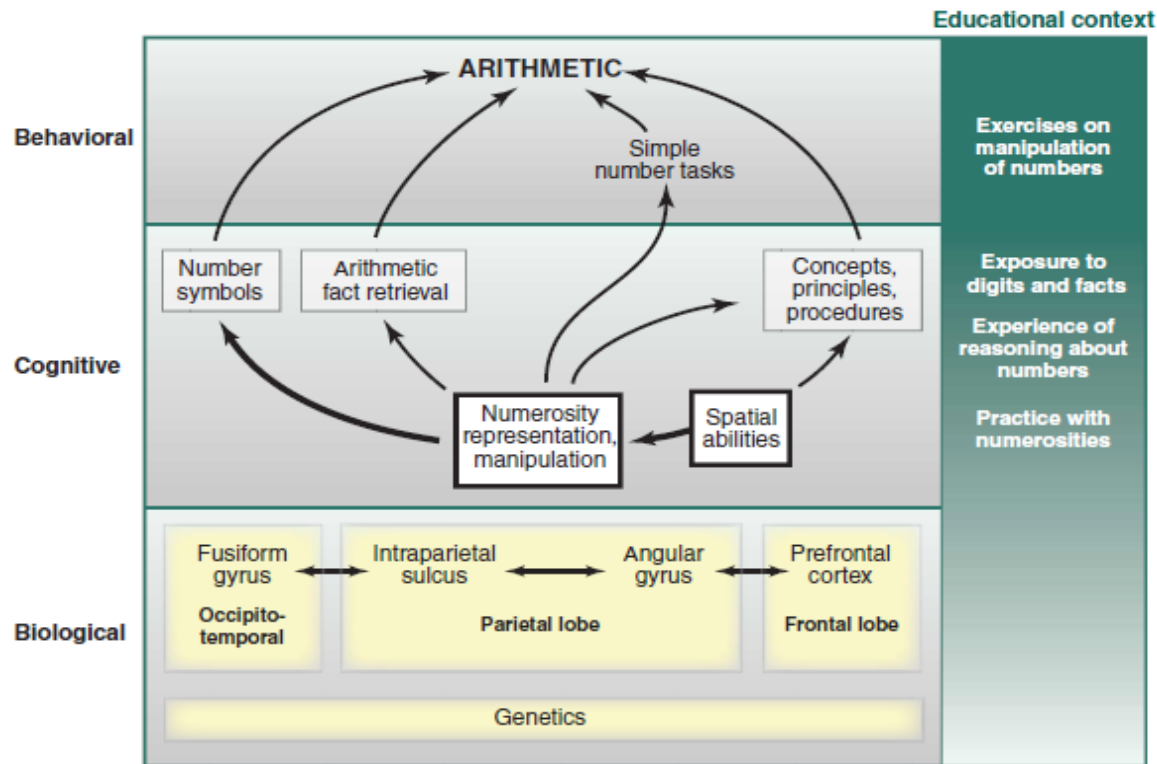 Educational context
ARITHMETIC
Behavioral
Simple
number tasks
Exercises on
manipulation
of numbers
Number
symbols
Arithmetic
fact retrieval
Concepts,
principles,
procedures
Exposure to
digits and facts
Experience of
reasoning about
numbers
Cognitive
Numerosity
representation,
manipulation
Spatial
abilities
Practice with
numerosities
Fusiform
gyrus
Intraparietal
sulcus
Angular
gyrus
Prefrontal
cortex
Biological
Occipito-
temporal
Parietal lobe
Frontal lobe
Genetics